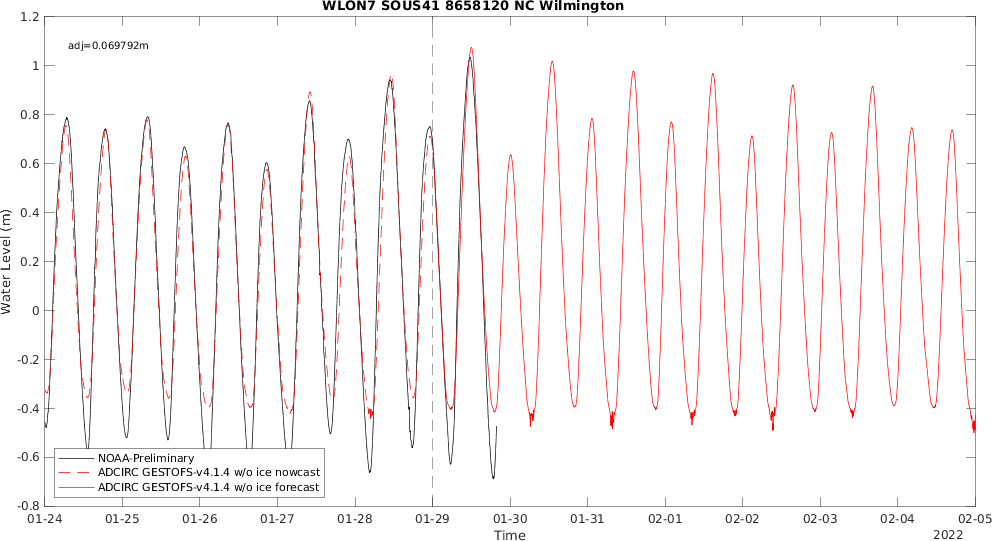 WLON7 SOUS41 8658120 NC Wilmington
adj=0.069792m
1.2
1
0.8
0.6
0.4
0.2
0
-0.2
-0.4
-0.6
-0.8
Water Level (m)
NOAA-Preliminary
ADCIRC GESTOFS-v4.1.4 w/o ice nowcast
ADCIRC GESTOFS-v4.1.4 w/o ice forecast
01-24 01-25 01-26 01-27 01-28 01-29 01-30 01-31 02-01 02-02 02-03 02-04 02-05
Time
2022